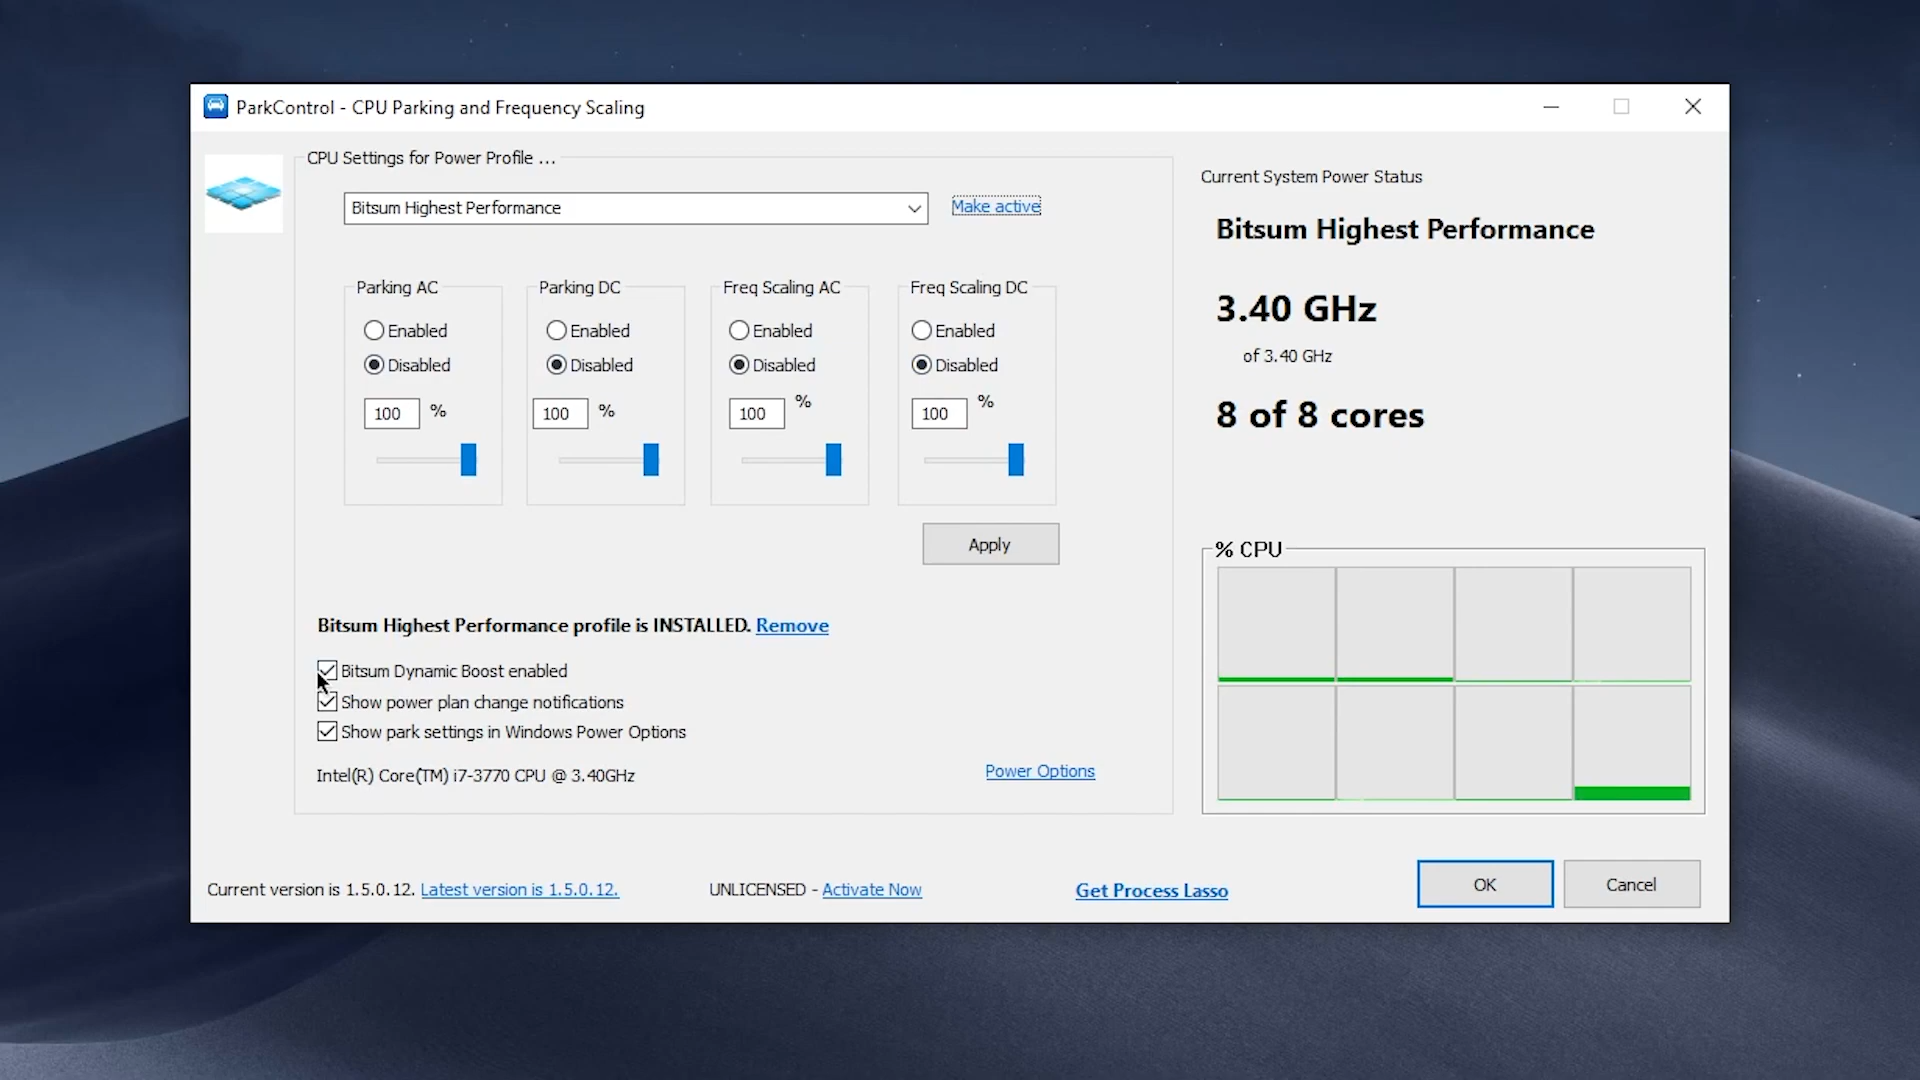 ParkControl - CPU Parking and Frequency Scaling
CPU Settings for Power Profile ...
Bitsum Highest Performance
Make active
Parking AC
Enabled
Disabled
100 %
Parking DC
Enabled
Disabled
100 %
Freq Scaling AC
Enabled
Disabled
100 %
Freq Scaling DC
Enabled
Disabled
100 %
Apply
Bitsum Highest Performance profile is INSTALLED. Remove
Bitsum Dynamic Boost enabled
Show power plan change notifications
Show park settings in Windows Power Options
Intel(R) Core(TM) i7-3770 CPU @ 3.40GHz
Power Options
Current System Power Status
Bitsum Highest Performance
3.40 GHz
of 3.40 GHz
8 of 8 cores
% CPU
Current version is 1.5.0.12. Latest version is 1.5.0.12.
UNLICENSED - Activate Now
Get Process Lasso
OK
Cancel